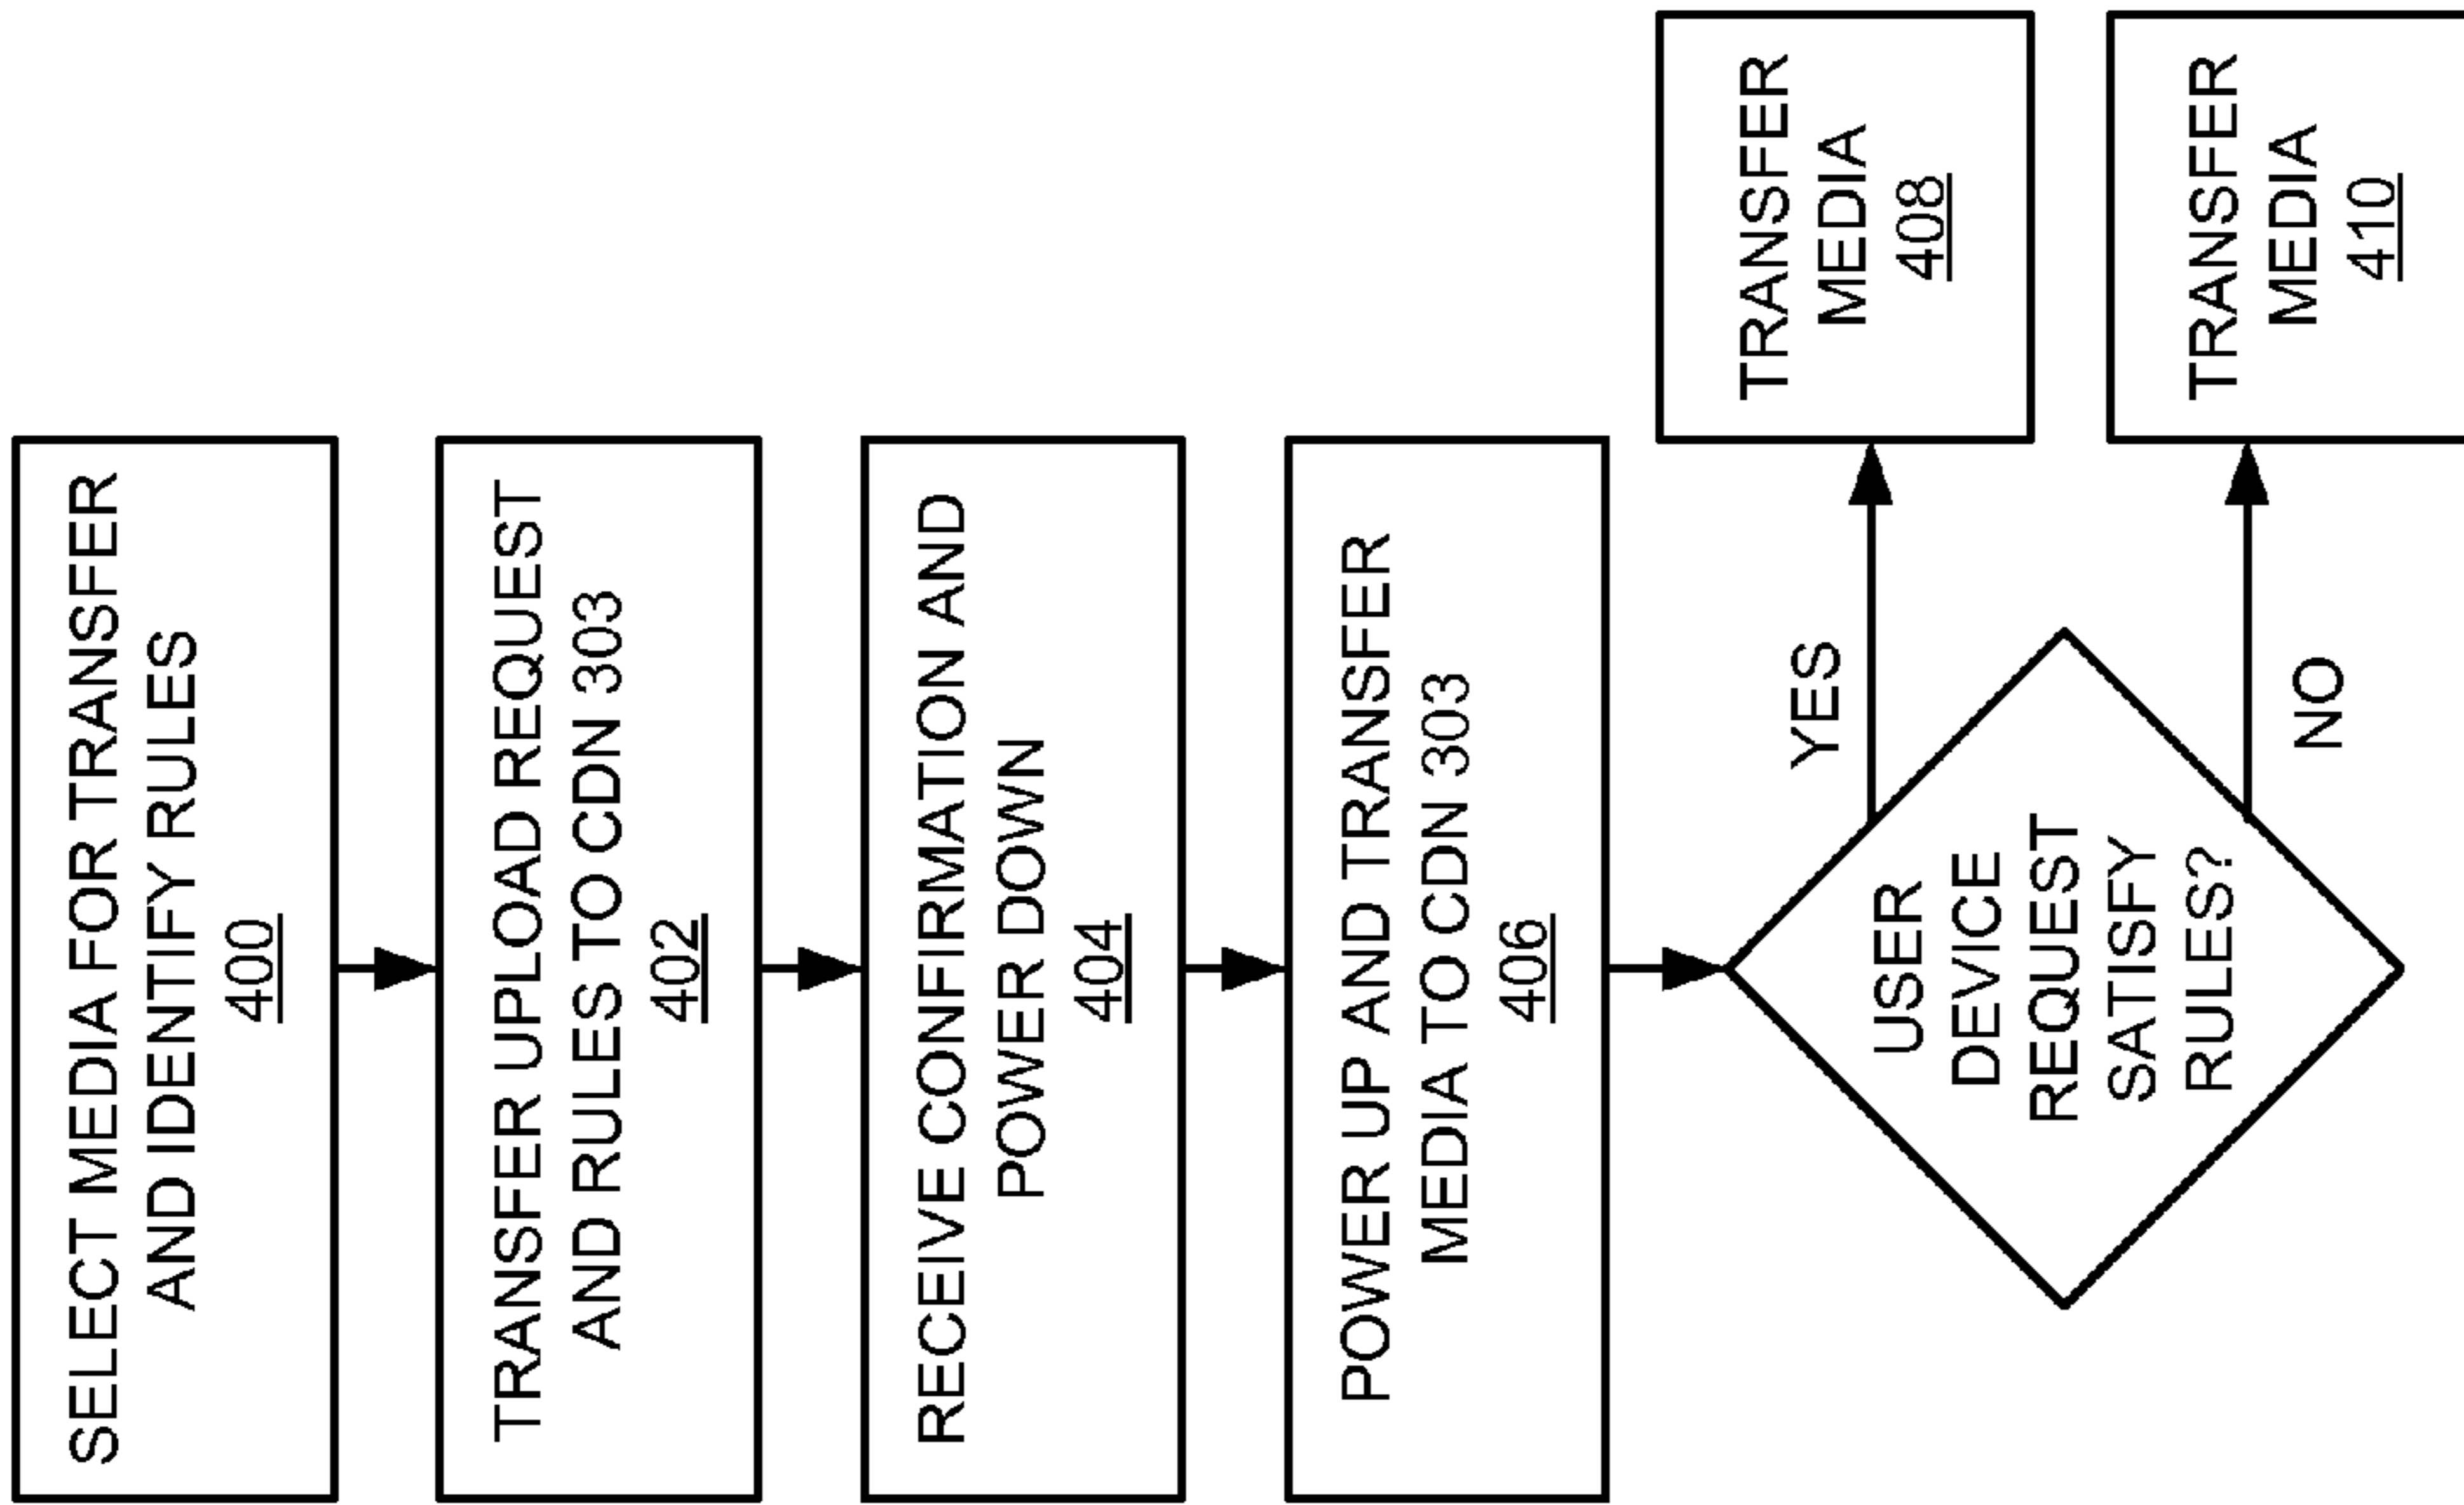 SELECT MEDIA FOR TRANSFER
AND IDENTIFY RULES
400
TRANSFER UPLOAD REQUEST
AND RULES TO CDN 303
402
RECEIVE CONFIRMATION AND
POWER DOWN
404
POWER UP AND TRANSFER
MEDIA TO CDN 303
406
USER
DEVICE
REQUEST
SATISFY
RULES?
YES
TRANSFER
MEDIA
408
NO
TRANSFER
MEDIA
410